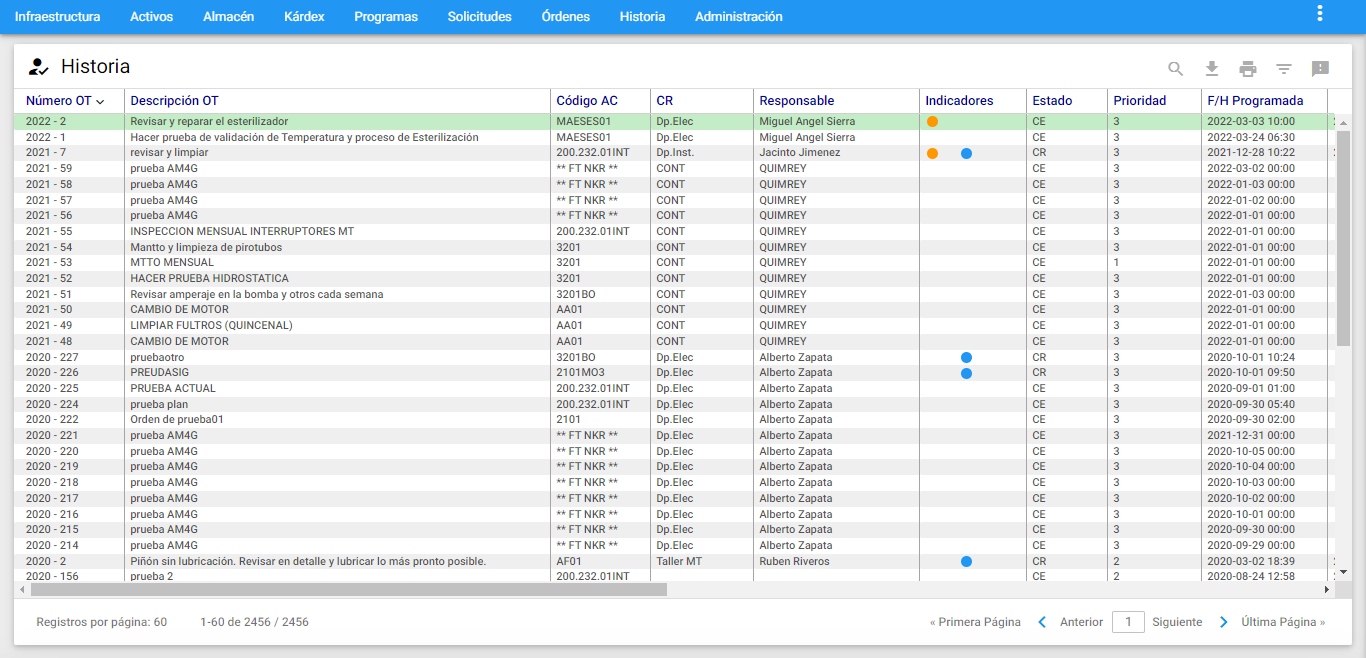 Infraestructura Activos Almacén Kárdex Programas Solicitudes Órdenes Historia Administración
Historia
Número OT Descripción OT Código AC CR Responsable Indicadores Estado Prioridad F/H Programada
2022 - 2 Revisar y reparar el esterilizador MAESES01 Dp.Elec Miguel Angel Sierra CE 3 2022-03-03 10:00
2022 - 1 Hacer prueba de validación de Temperatura y proceso de Esterilización MAESES01 Dp.Elec Miguel Angel Sierra CE 3 2022-03-24 06:30
2021 - 7 revisar y limpiar 200.232.01INT Dp.Inst. Jacinto Jimenez CR 3 2021-12-28 10:22
2021 - 59 prueba AM4G ** FT NKR ** CONT QUIMREY CE 3 2022-03-02 00:00
2021 - 58 prueba AM4G ** FT NKR ** CONT QUIMREY CE 3 2022-01-03 00:00
2021 - 57 prueba AM4G ** FT NKR ** CONT QUIMREY CE 3 2022-01-02 00:00
2021 - 56 prueba AM4G ** FT NKR ** CONT QUIMREY CE 3 2022-01-01 00:00
2021 - 55 INSPECCION MENSUAL INTERRUPTORES MT 200.232.01INT CONT QUIMREY CE 3 2022-01-01 00:00
2021 - 54 Mantto y limpieza de pirotubos 3201 CONT QUIMREY CE 3 2022-01-01 00:00
2021 - 53 MTTO MENSUAL 3201 CONT QUIMREY CE 1 2022-01-01 00:00
2021 - 52 HACER PRUEBA HIDROSTATICA 3201 CONT QUIMREY CE 3 2022-01-01 00:00
2021 - 51 Revisar amperaje en la bomba y otros cada semana 3201BO CONT QUIMREY CE 3 2022-01-03 00:00
2021 - 50 CAMBIO DE MOTOR AA01 CONT QUIMREY CE 3 2022-01-01 00:00
2021 - 49 LIMPIAR FULTROS (QUINCENAL) AA01 CONT QUIMREY CE 3 2022-01-01 00:00
2021 - 48 CAMBIO DE MOTOR AA01 CONT QUIMREY CE 3 2022-01-01 00:00
2020 - 227 pruebaotro 3201BO Dp.Elec Alberto Zapata CR 3 2020-10-01 10:24
2020 - 226 PREUDASIG 2101MO3 Dp.Elec Alberto Zapata CR 3 2020-10-01 09:50
2020 - 225 PRUEBA ACTUAL 200.232.01INT Dp.Elec Alberto Zapata CE 3 2020-09-01 01:00
2020 - 224 prueba plan 200.232.01INT Dp.Elec Alberto Zapata CE 3 2020-09-30 05:40
2020 - 222 Orden de prueba01 2101 Dp.Elec Alberto Zapata CE 3 2020-09-30 02:00
2020 - 221 prueba AM4G ** FT NKR ** Dp.Elec Alberto Zapata CE 3 2021-12-31 00:00
2020 - 220 prueba AM4G ** FT NKR ** Dp.Elec Alberto Zapata CE 3 2020-10-05 00:00
2020 - 219 prueba AM4G ** FT NKR ** Dp.Elec Alberto Zapata CE 3 2020-10-04 00:00
2020 - 218 prueba AM4G ** FT NKR ** Dp.Elec Alberto Zapata CE 3 2020-10-03 00:00
2020 - 217 prueba AM4G ** FT NKR ** Dp.Elec Alberto Zapata CE 3 2020-10-02 00:00
2020 - 216 prueba AM4G ** FT NKR ** Dp.Elec Alberto Zapata CE 3 2020-10-01 00:00
2020 - 215 prueba AM4G ** FT NKR ** Dp.Elec Alberto Zapata CE 3 2020-09-30 00:00
2020 - 214 prueba AM4G ** FT NKR ** Dp.Elec Alberto Zapata CE 3 2020-09-29 00:00
2020 - 2 Piñón sin lubricación. Revisar en detalle y lubricar lo más pronto posible. AF01 Taller MT Ruben Riveros CR 2 2020-03-02 18:39
2020 - 156 prueba 2 200.232.01INT CE 2 2020-08-24 12:58
Registros por página: 60 1-60 de 2456 / 2456 « Primera Página Anterior 1 Siguiente Última Página »